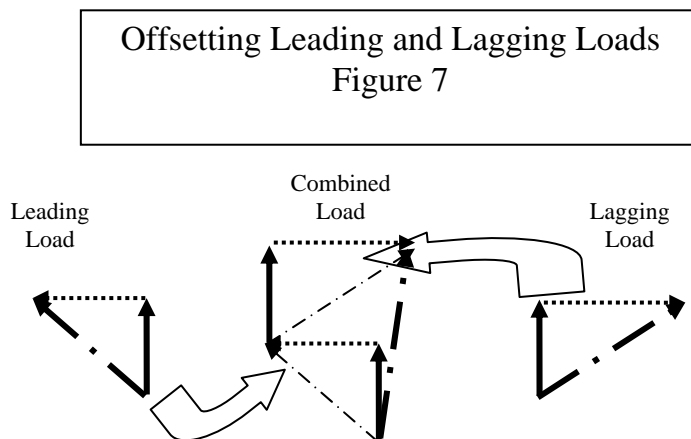 Offsetting Leading and Lagging Loads
Figure 7
Combined
Load
Leading
Load
Lagging
Load